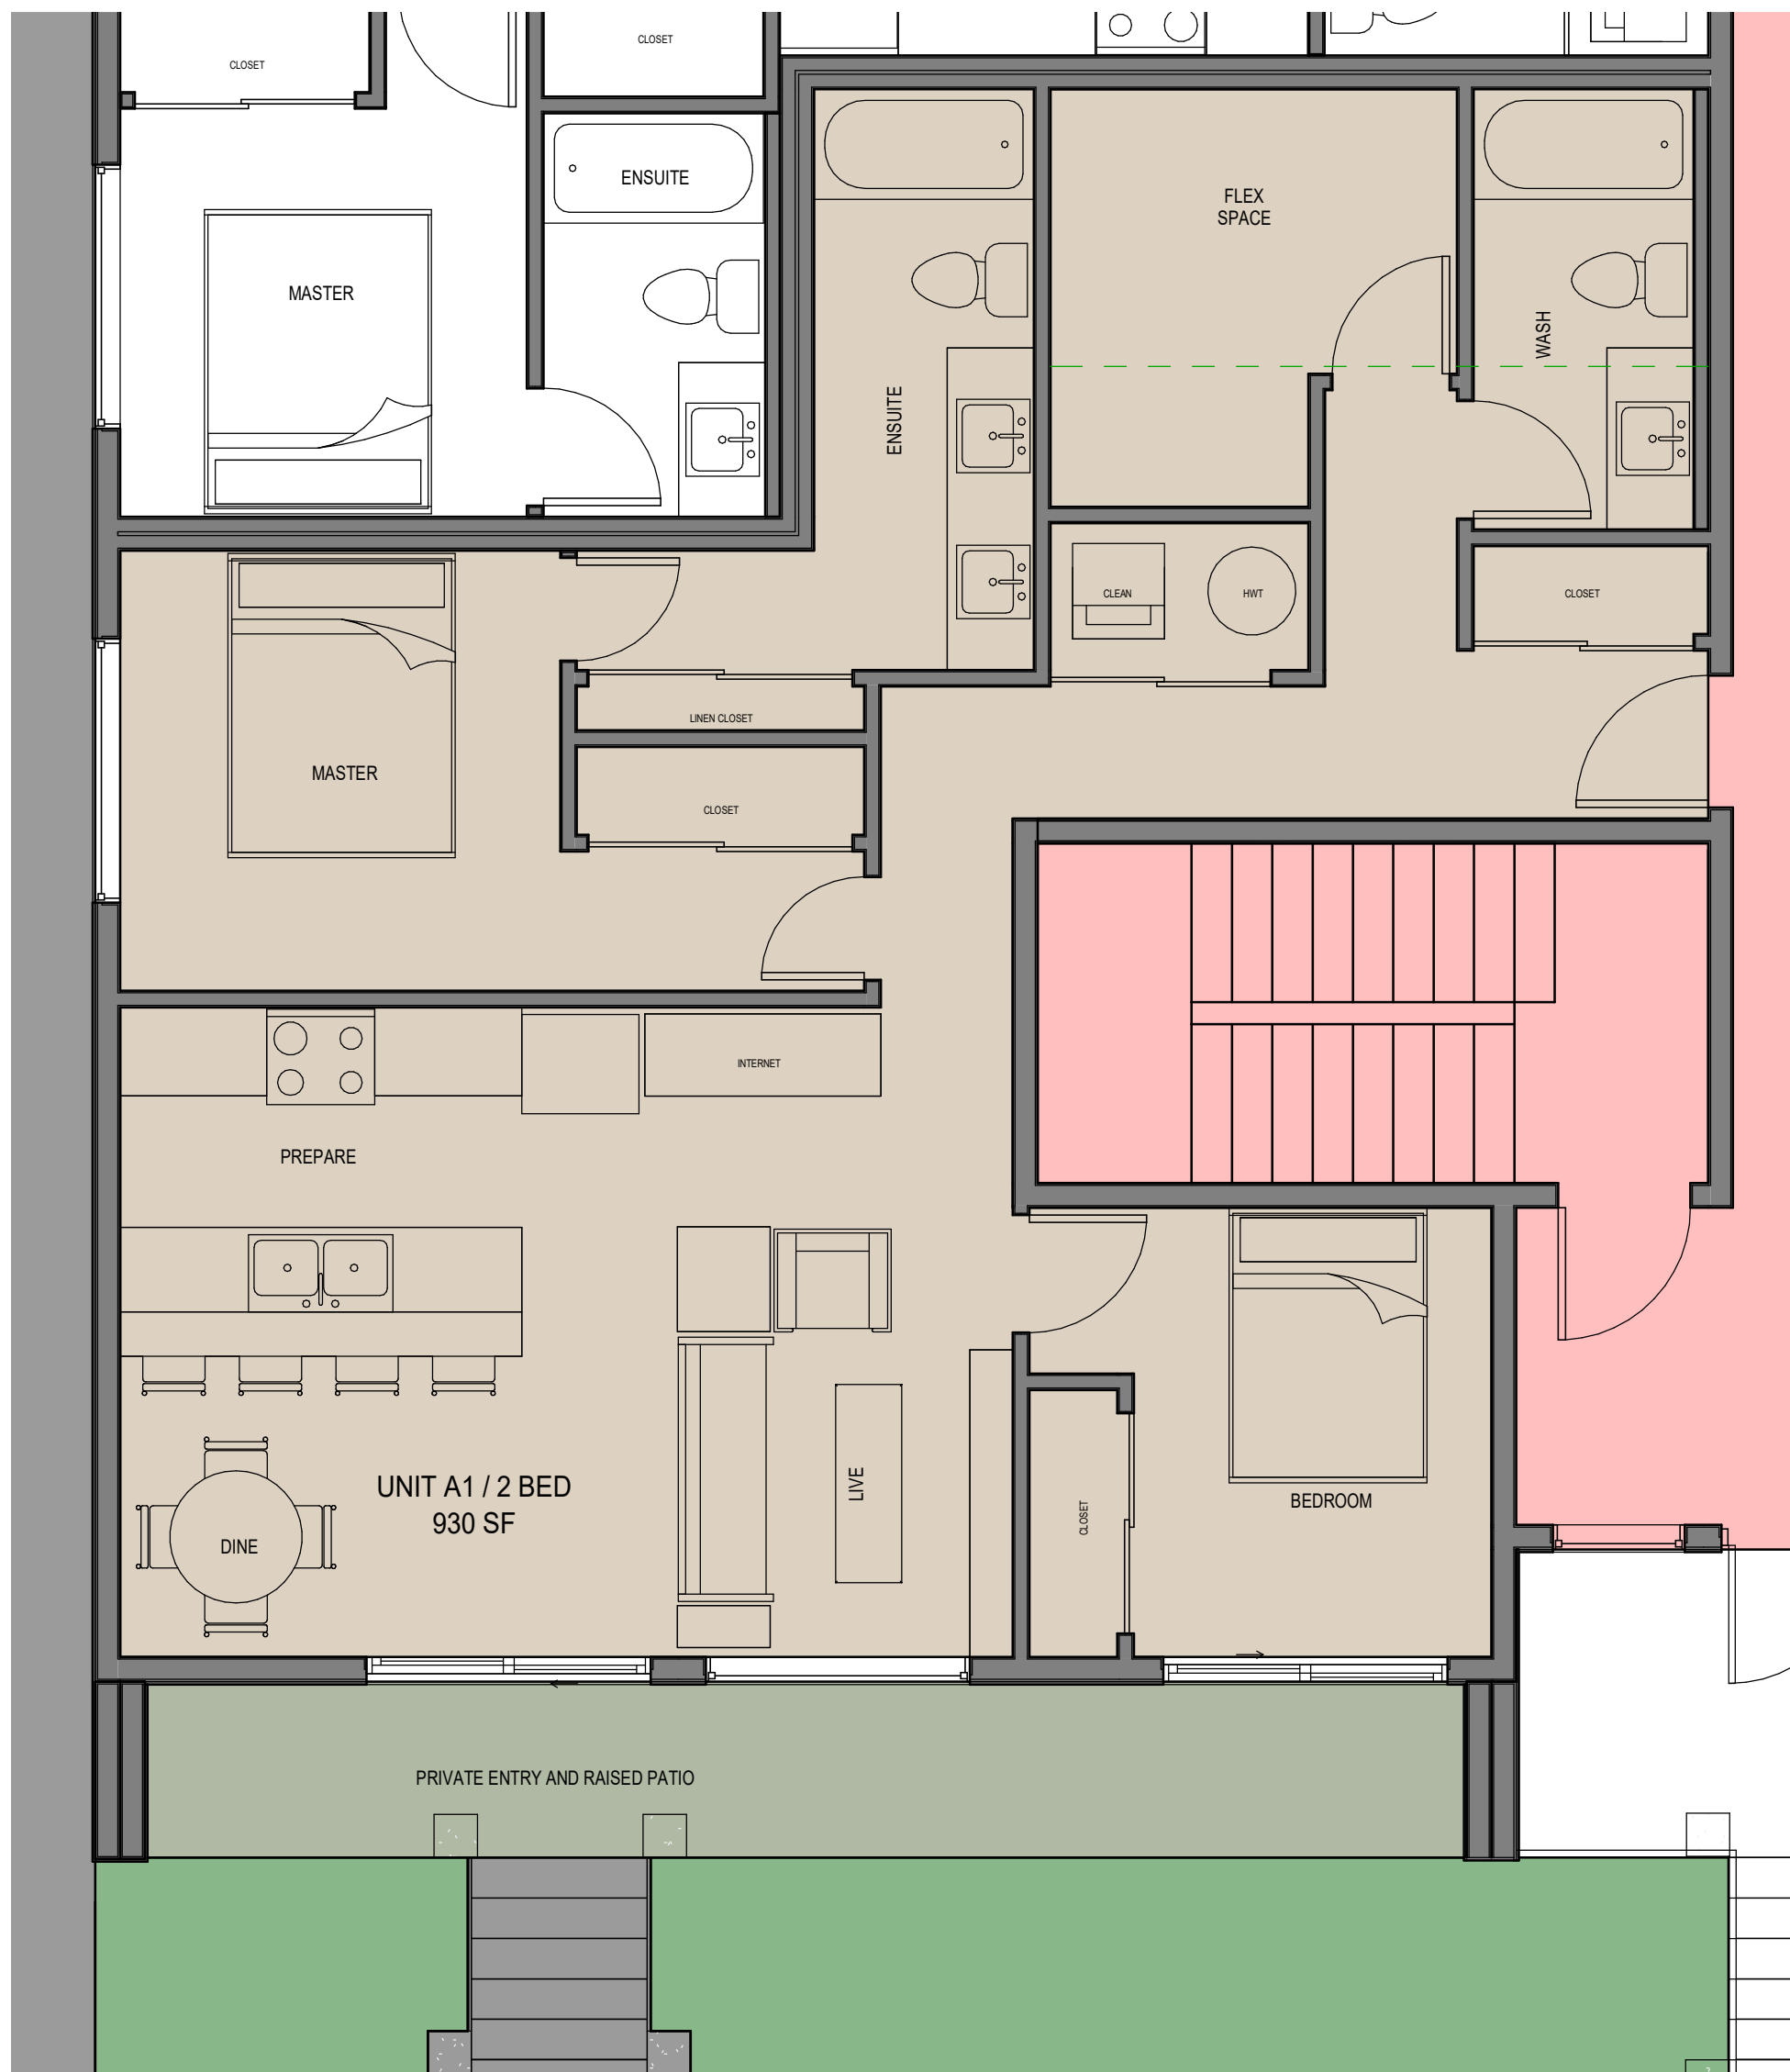 CLOSET
CLOSET
ENSUITE
MASTER
FLEX
SPACE
WASH
ENSUITE
CLEAN
HWT
CLOSET
LINEN CLOSET
MASTER
CLOSET
INTERNET
PREPARE
UNIT A1 / 2 BED
930 SF
LIVE
DINE
CLOSET
BEDROOM
PRIVATE ENTRY AND RAISED PATIO